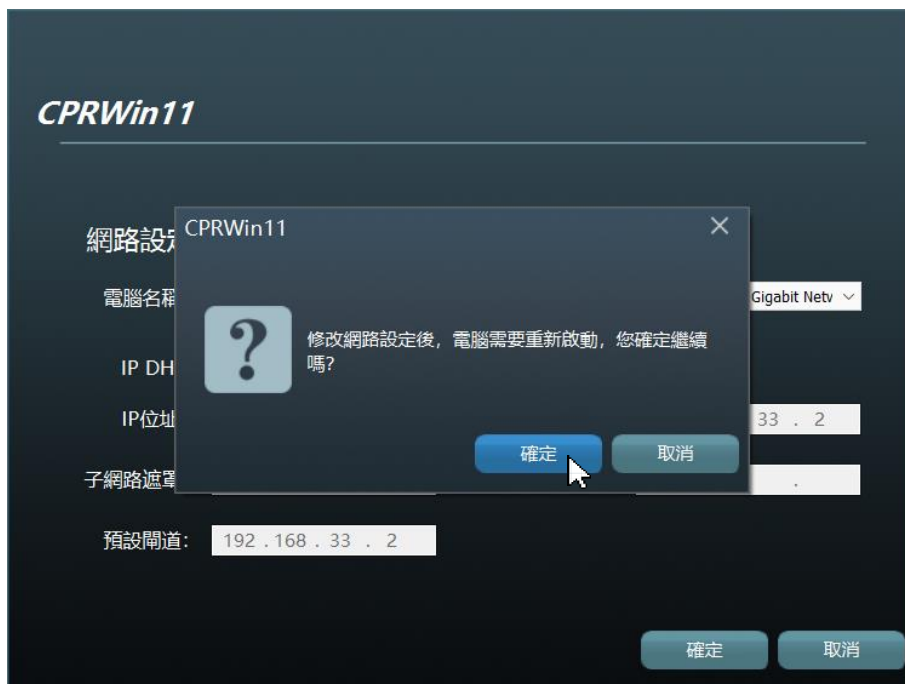 CPRWin11
網路設定
CPRWin11
電腦名稱
Gigabit Netv
修改網路設定後，電腦需要重新啟動，您確定繼續
嗎?
IP DH
IP位址
33 . 2
確定
取消
子網路遮罩
.
預設閘道:
192 . 168 . 33 . 2
確定
取消